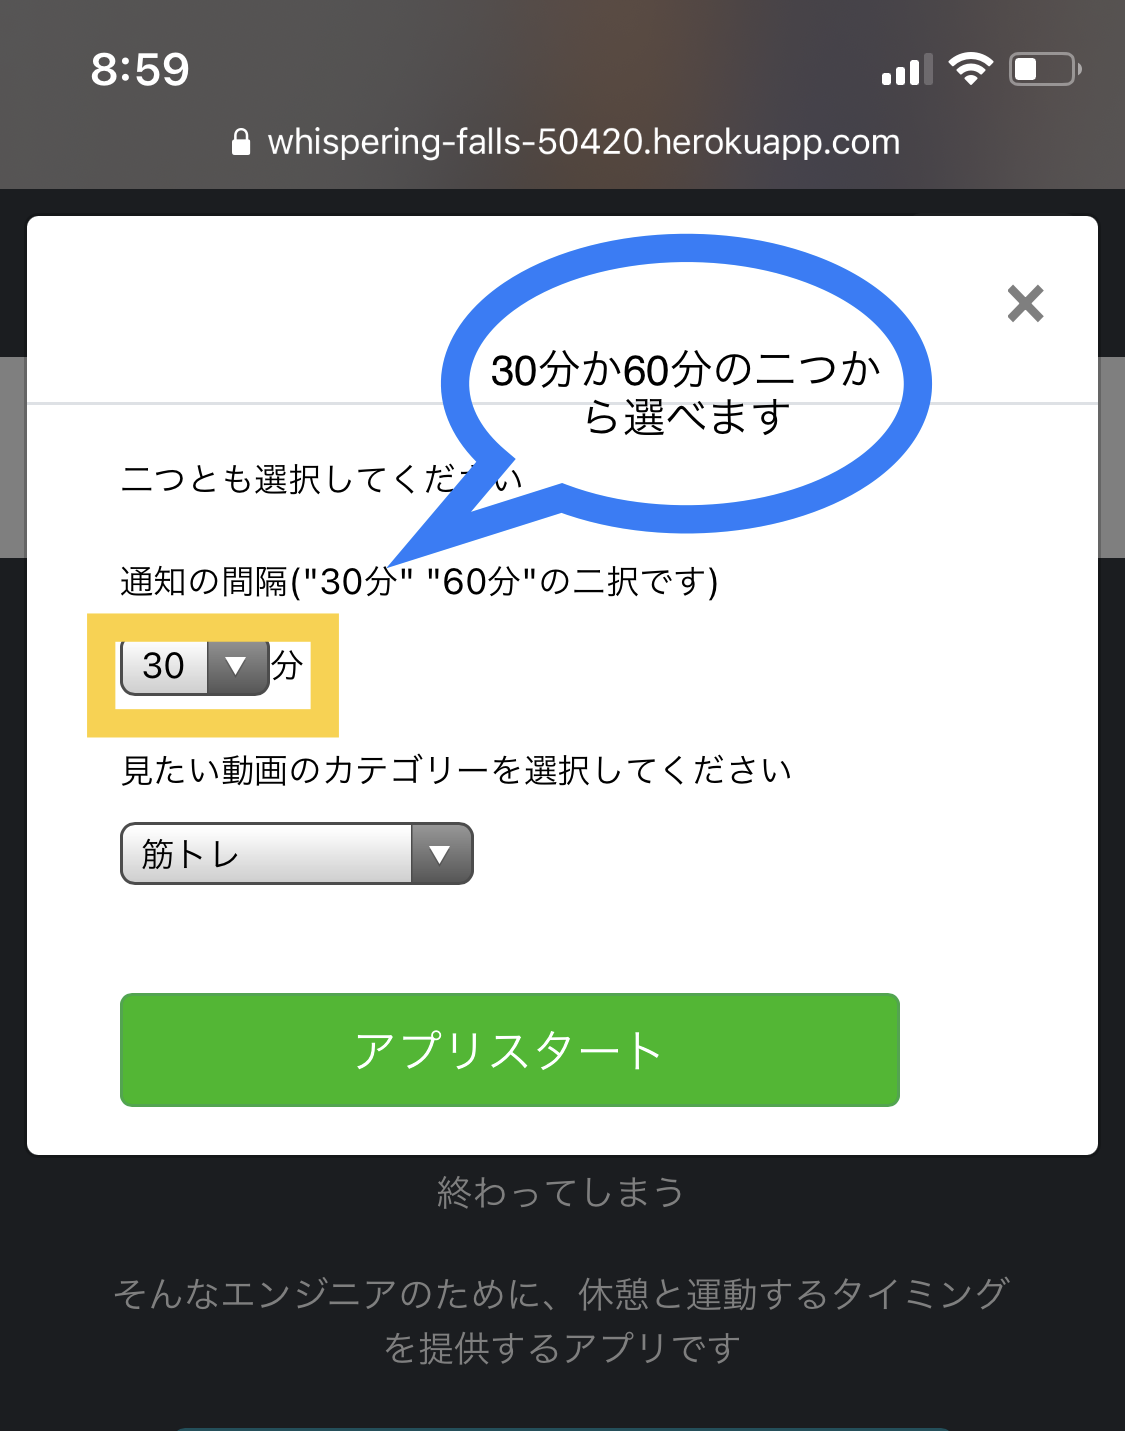 8:59
whispering-falls-50420.herokuapp.com
30分か60分の二つか
ら選べます
二つとも選択してください
通知の間隔("30分" "60分"の二択です)
30 分
見たい動画のカテゴリーを選択してください
筋トレ
アプリスタート
終わってしまう
そんなエンジニアのために、休憩と運動するタイミング
を提供するアプリです